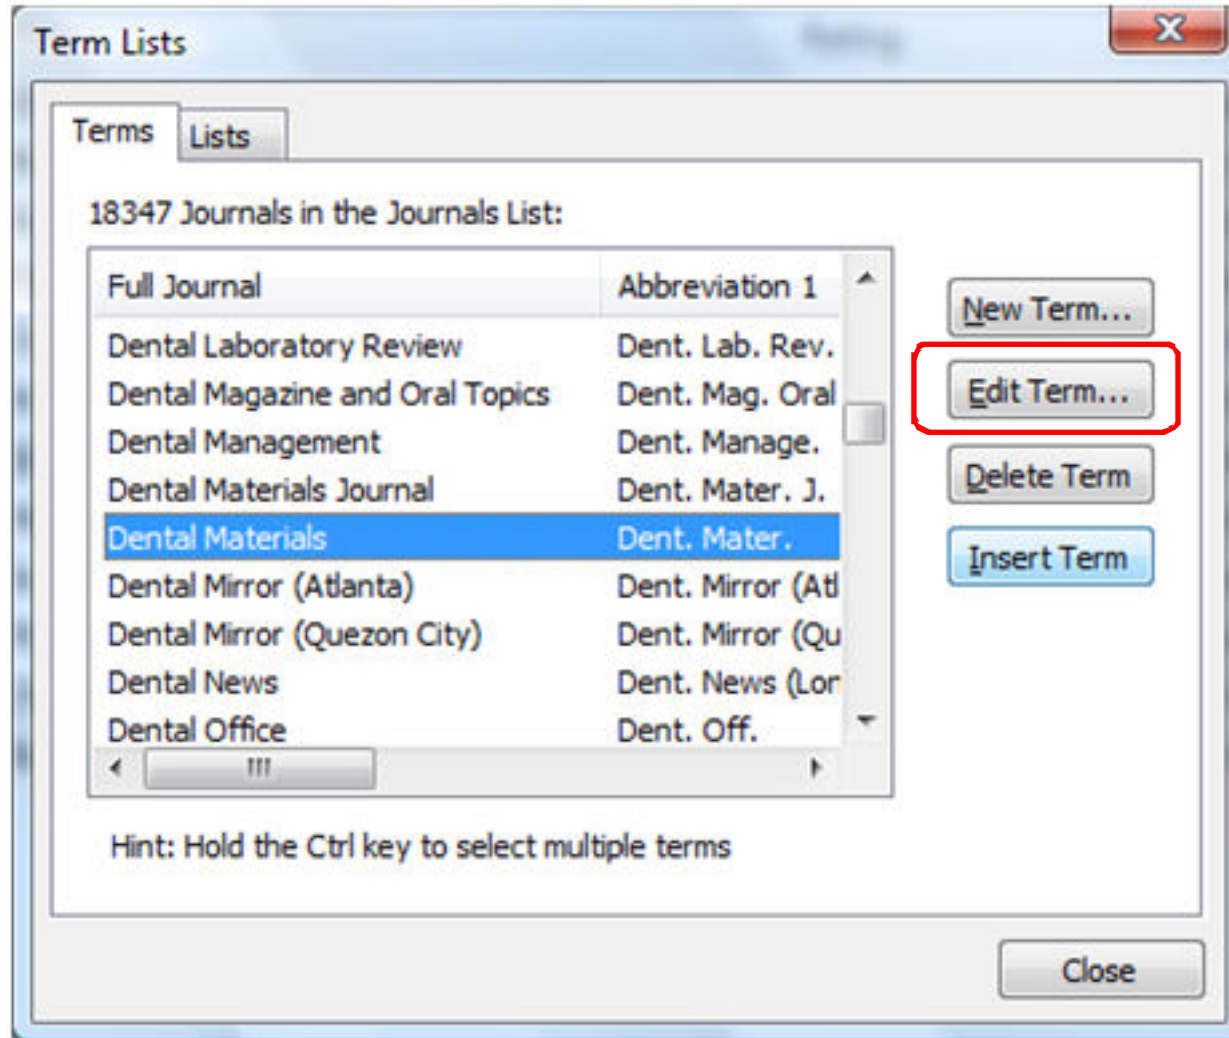 Term Lists
Terms Lists
18347 Journals in the Journals List:
Full Journal Abbreviation 1
Dental Laboratory Review Dent. Lab. Rev.
Dental Magazine and Oral Topics Dent. Mag. Oral
Dental Management Dent. Manage.
Dental Materials Journal Dent. Mater. J.
Dental Materials Dent. Mater.
Dental Mirror (Atlanta) Dent. Mirror (Atl
Dental Mirror (Quezon City) Dent. Mirror (Qu
Dental News Dent. News (Lon
Dental Office Dent. Off.
New Term...
Edit Term...
Delete Term
Insert Term
Hint: Hold the Ctrl key to select multiple terms
Close